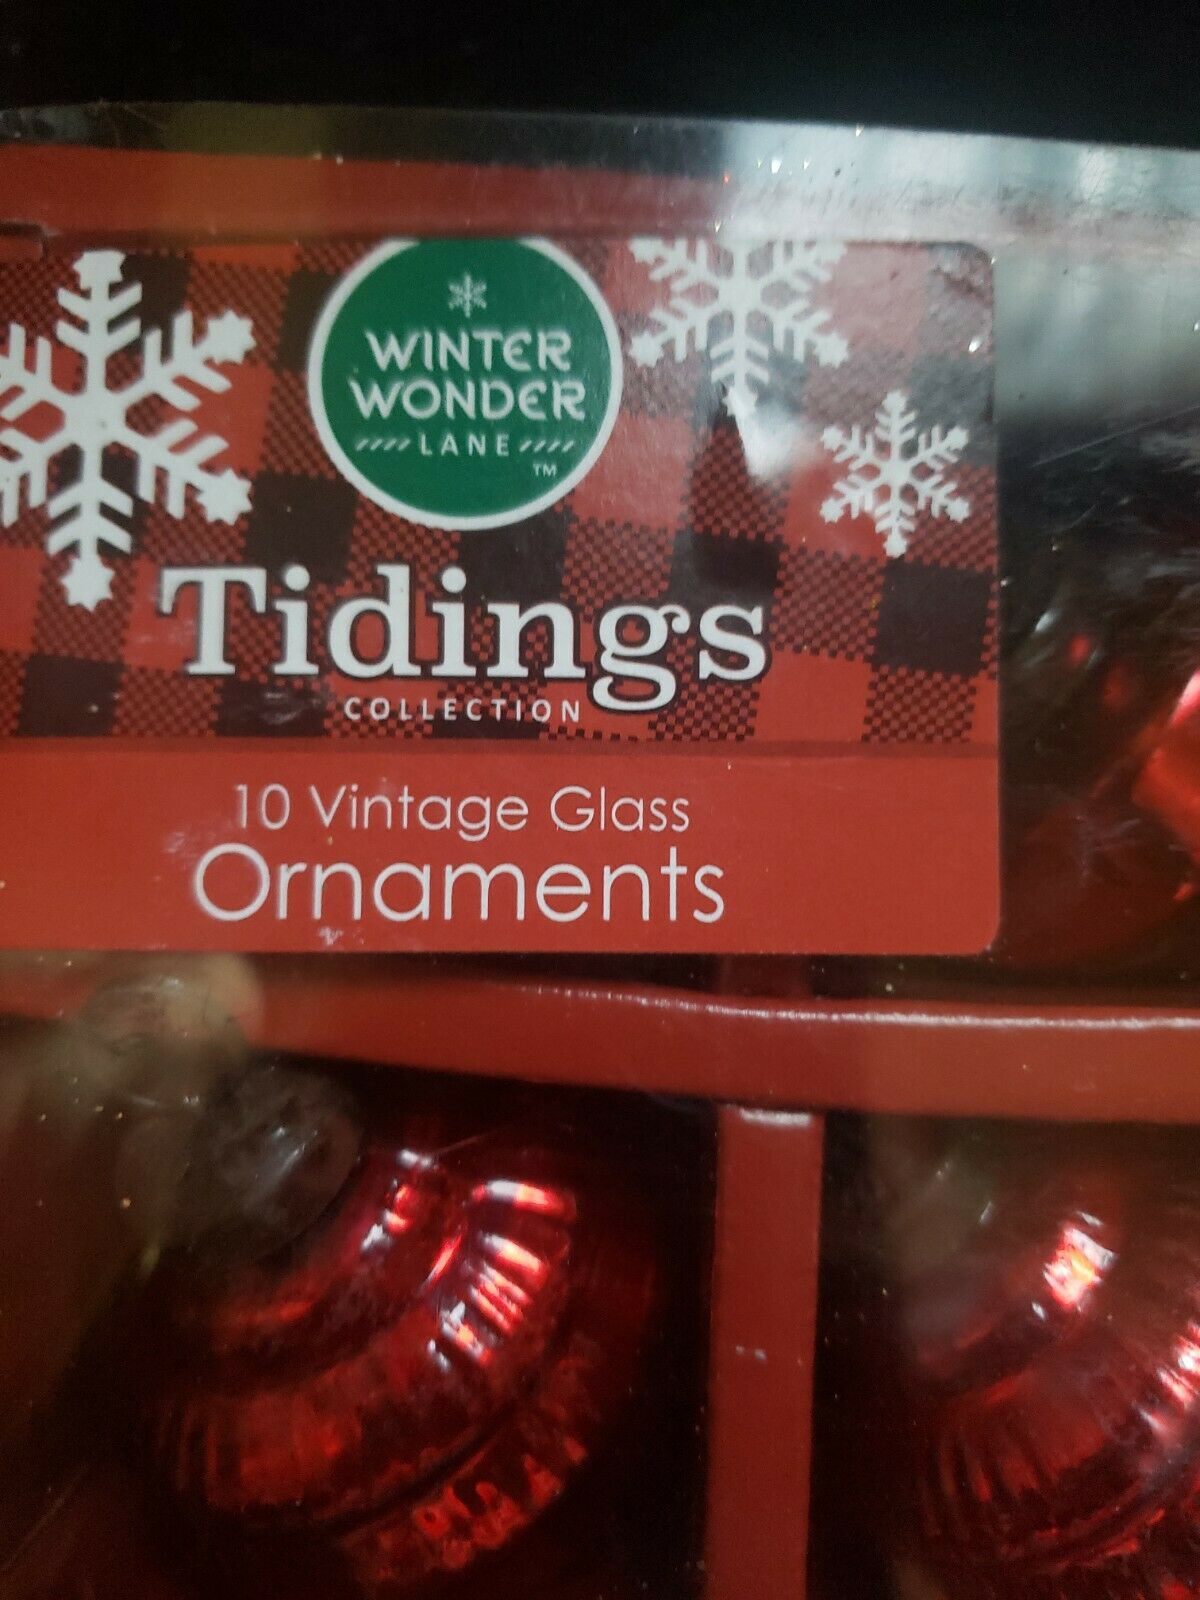 WINTER
WONDER
LANE
TM
Tidings
COLLECTION
10 Vintage Glass
Ornaments